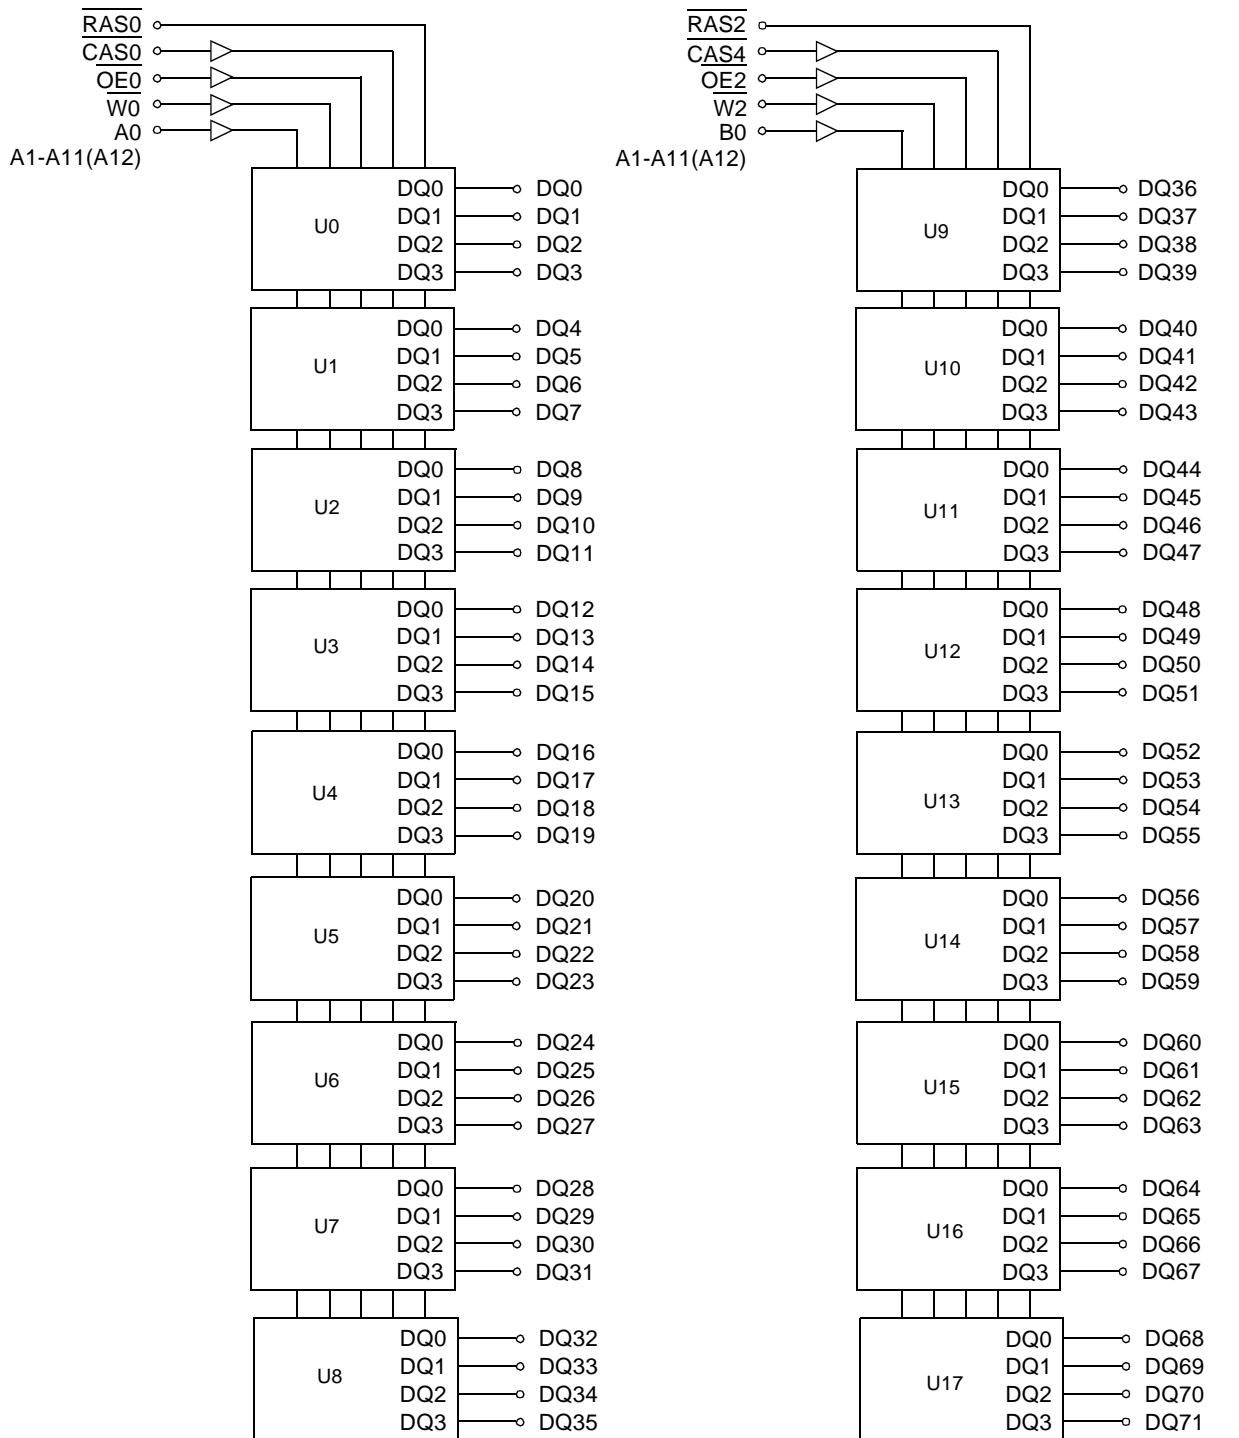 RAS0
CAS0
OE0
W0
A0
A1-A11(A12)
U0
DQ0 DQ0
DQ1 DQ1
DQ2 DQ2
DQ3 DQ3
U1
DQ0 DQ4
DQ1 DQ5
DQ2 DQ6
DQ3 DQ7
U2
DQ0 DQ8
DQ1 DQ9
DQ2 DQ10
DQ3 DQ11
U3
DQ0 DQ12
DQ1 DQ13
DQ2 DQ14
DQ3 DQ15
U4
DQ0 DQ16
DQ1 DQ17
DQ2 DQ18
DQ3 DQ19
U5
DQ0 DQ20
DQ1 DQ21
DQ2 DQ22
DQ3 DQ23
U6
DQ0 DQ24
DQ1 DQ25
DQ2 DQ26
DQ3 DQ27
U7
DQ0 DQ28
DQ1 DQ29
DQ2 DQ30
DQ3 DQ31
U8
DQ0 DQ32
DQ1 DQ33
DQ2 DQ34
DQ3 DQ35
RAS2
CAS4
OE2
W2
B0
A1-A11(A12)
U9
DQ0 DQ36
DQ1 DQ37
DQ2 DQ38
DQ3 DQ39
U10
DQ0 DQ40
DQ1 DQ41
DQ2 DQ42
DQ3 DQ43
U11
DQ0 DQ44
DQ1 DQ45
DQ2 DQ46
DQ3 DQ47
U12
DQ0 DQ48
DQ1 DQ49
DQ2 DQ50
DQ3 DQ51
U13
DQ0 DQ52
DQ1 DQ53
DQ2 DQ54
DQ3 DQ55
U14
DQ0 DQ56
DQ1 DQ57
DQ2 DQ58
DQ3 DQ59
U15
DQ0 DQ60
DQ1 DQ61
DQ2 DQ62
DQ3 DQ63
U16
DQ0 DQ64
DQ1 DQ65
DQ2 DQ66
DQ3 DQ67
U17
DQ0 DQ68
DQ1 DQ69
DQ2 DQ70
DQ3 DQ71